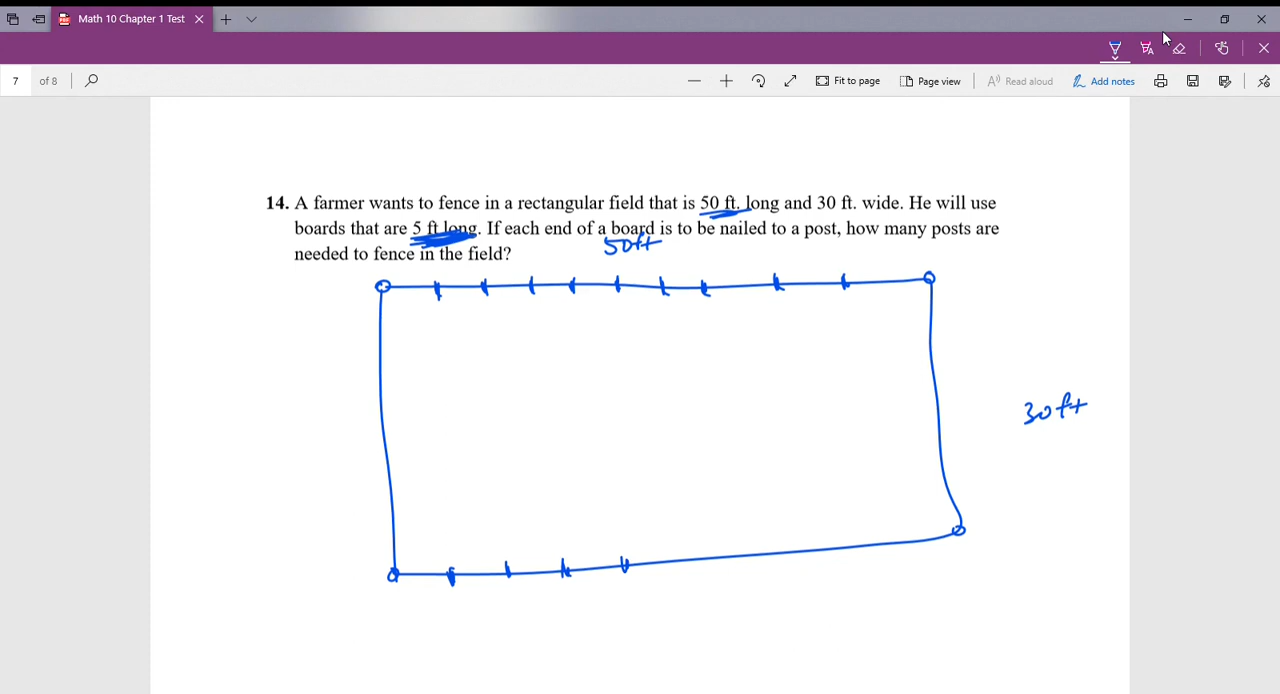 Math 10 Chapter 1 Test
7 of 8
Fit to page
Page view
Read aloud
Add notes
14. A farmer wants to fence in a rectangular field that is 50 ft. long and 30 ft. wide. He will use
boards that are 5 ft long. If each end of a board is to be nailed to a post, how many posts are
needed to fence in the field?
50ft
30ft